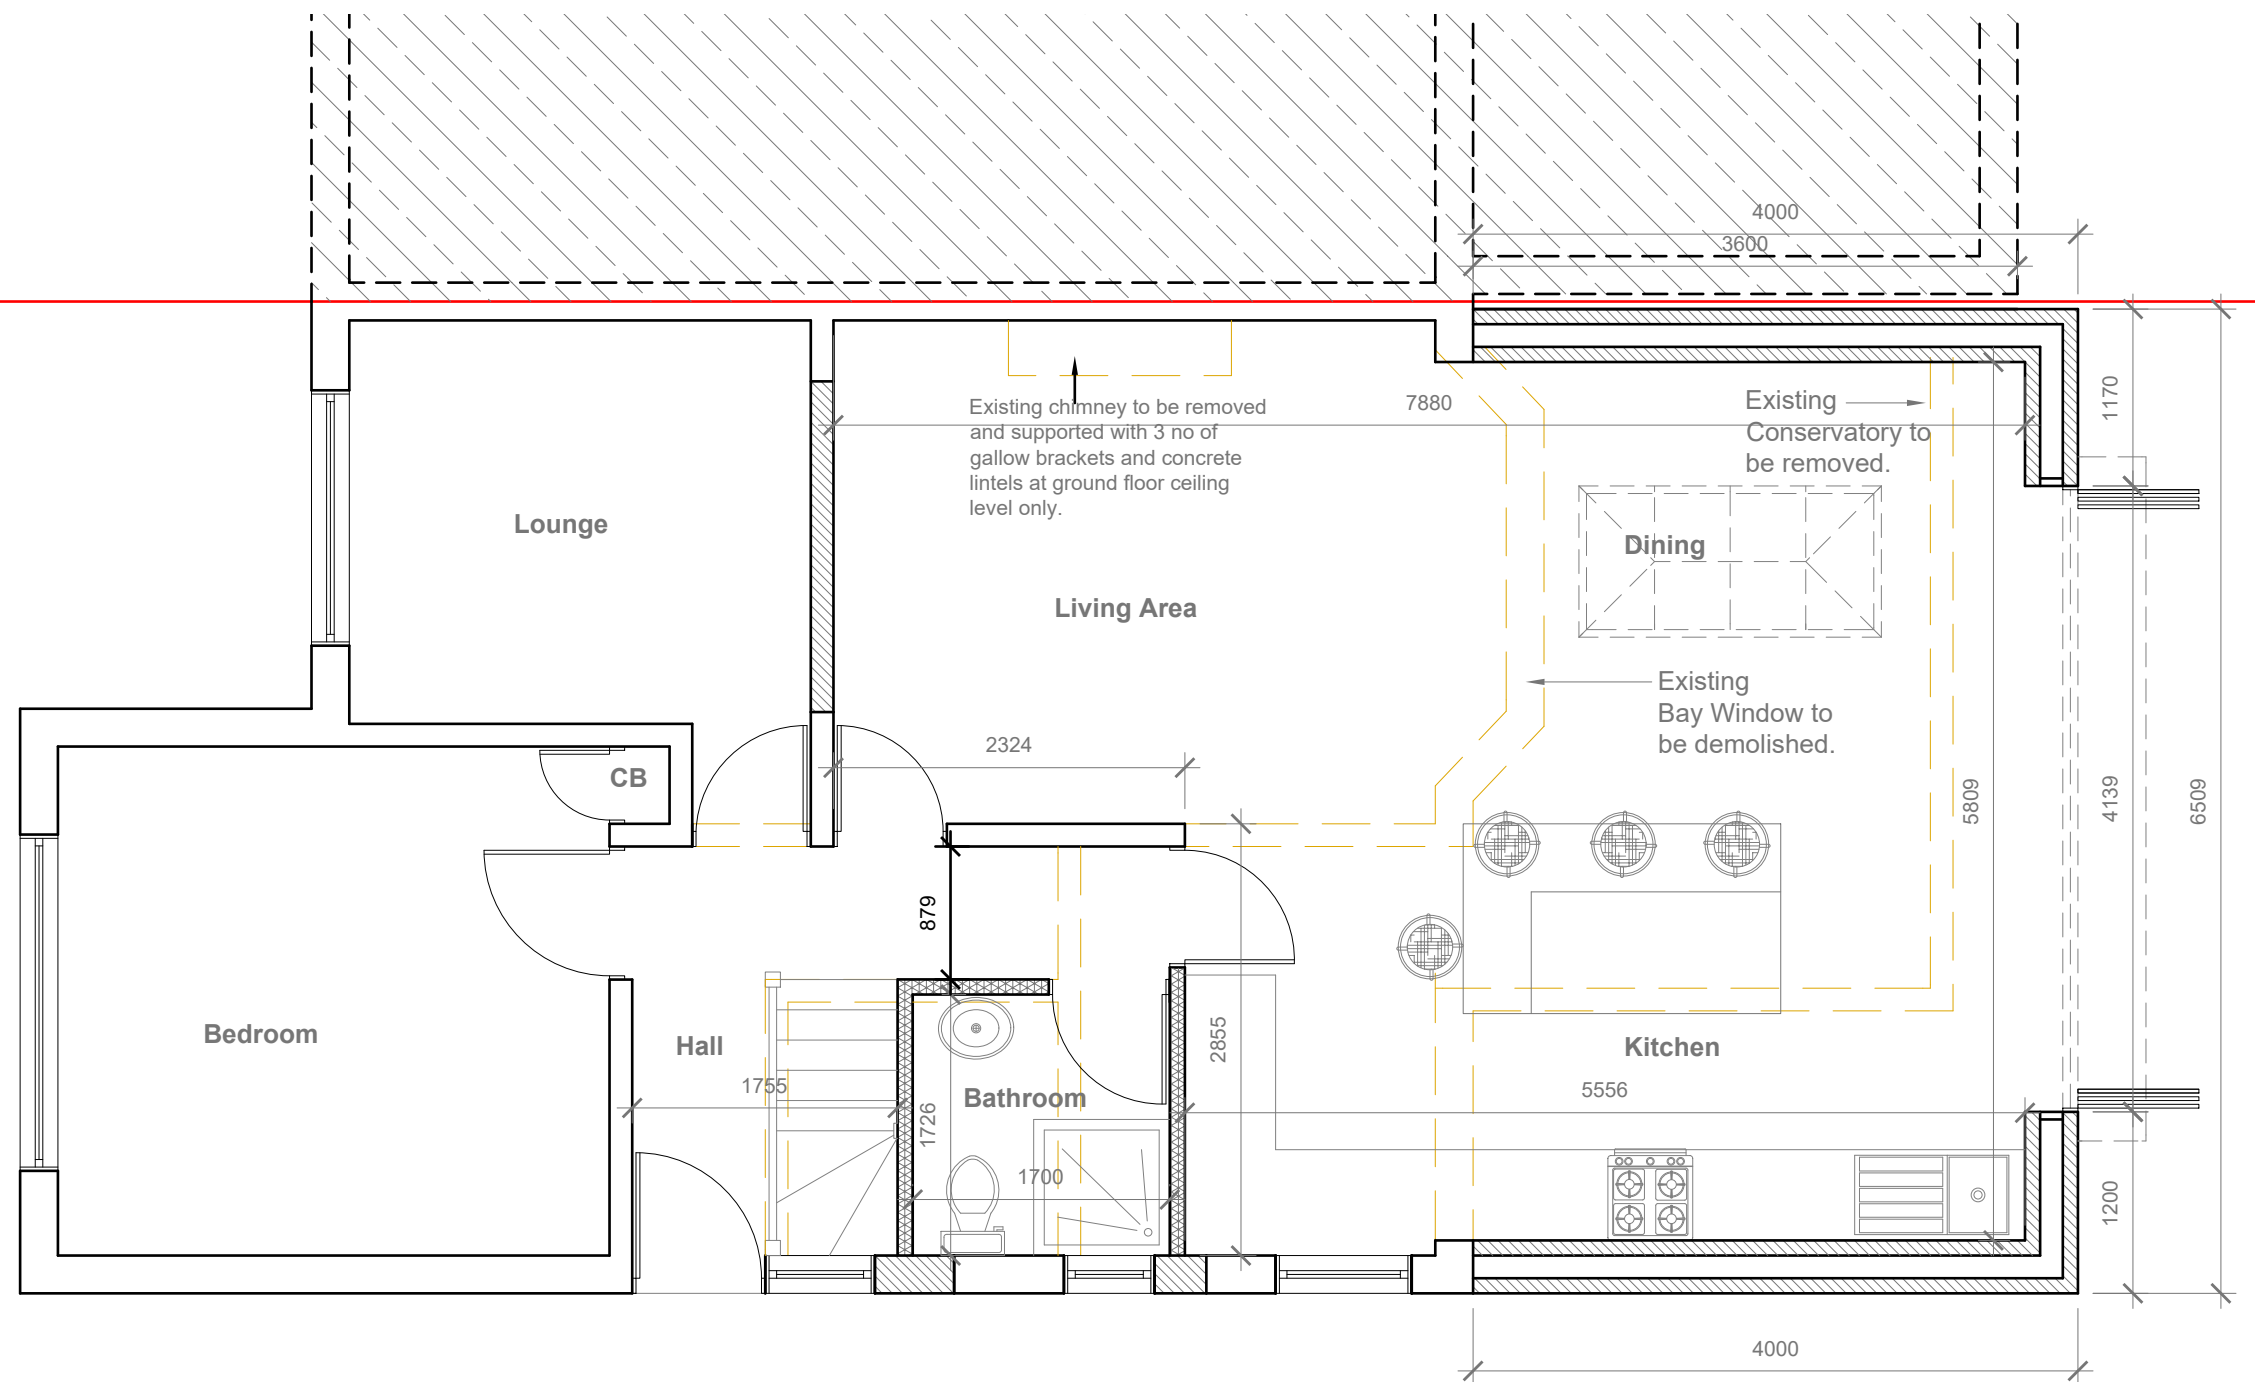 4000
3600
Existing chimney to be removed
and supported with 3 no of
gallow brackets and concrete
lintels at ground floor ceiling
level only.
7880
Existing
Conservatory to
be removed.
1170
Lounge
Dining
Living Area
Existing
Bay Window to
be demolished.
2324
CB
5809
4139
6509
879
Bedroom
Hall
2855
Kitchen
1755
Bathroom
5556
1726
1700
1200
4000